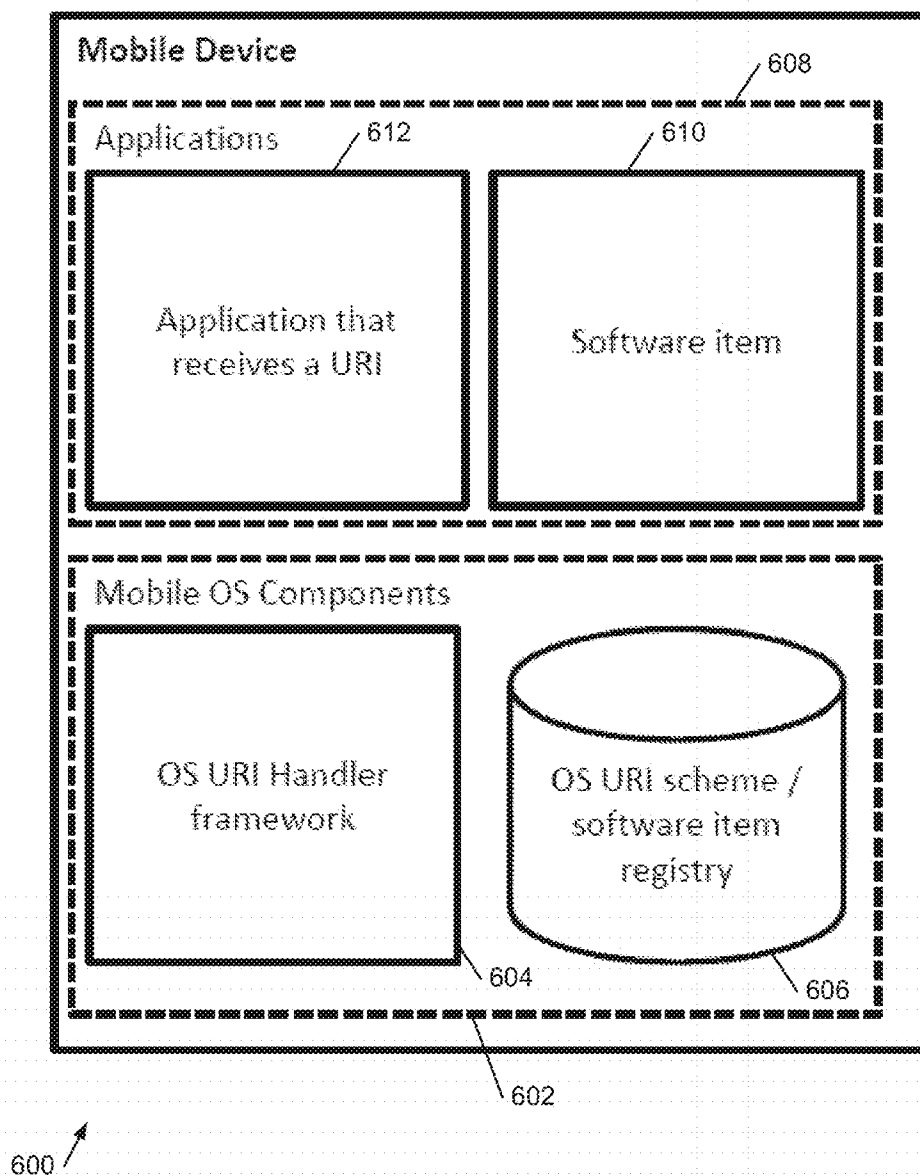 Mobile Device
608
Applications
612
610
Application that
receives a URI
Software item
Mobile OS Components
OS URI Handler
framework
OS URI scheme /
software item
registry
604
606
602
600